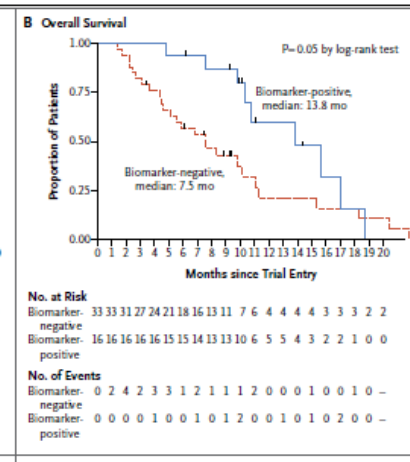 B Overall Survival
P=0.05 by log-rank test
1.00
0.75
0.50
0.25
0.00
Proportion of Patients
Biomarker-positive,
median: 13.8 mo
Biomarker-negative,
median: 7.5 mo
0 1 2 3 4 5 6 7 8 9 10 11 12 13 14 15 16 17 18 19 20
Months since Trial Entry
No. at Risk
Biomarker- 33 33 31 27 24 21 18 16 13 11 7 6 4 4 4 4 3 3 3 2 2
negative
Biomarker- 16 16 16 16 16 15 15 14 13 13 10 6 5 5 4 3 2 2 1 0 0
positive
No. of Events
Biomarker- 0 2 4 2 3 3 1 2 1 1 1 2 0 0 0 1 0 0 1 0 –
negative
Biomarker- 0 0 0 0 1 0 0 1 0 1 2 0 0 1 0 1 0 2 0 0 –
positive